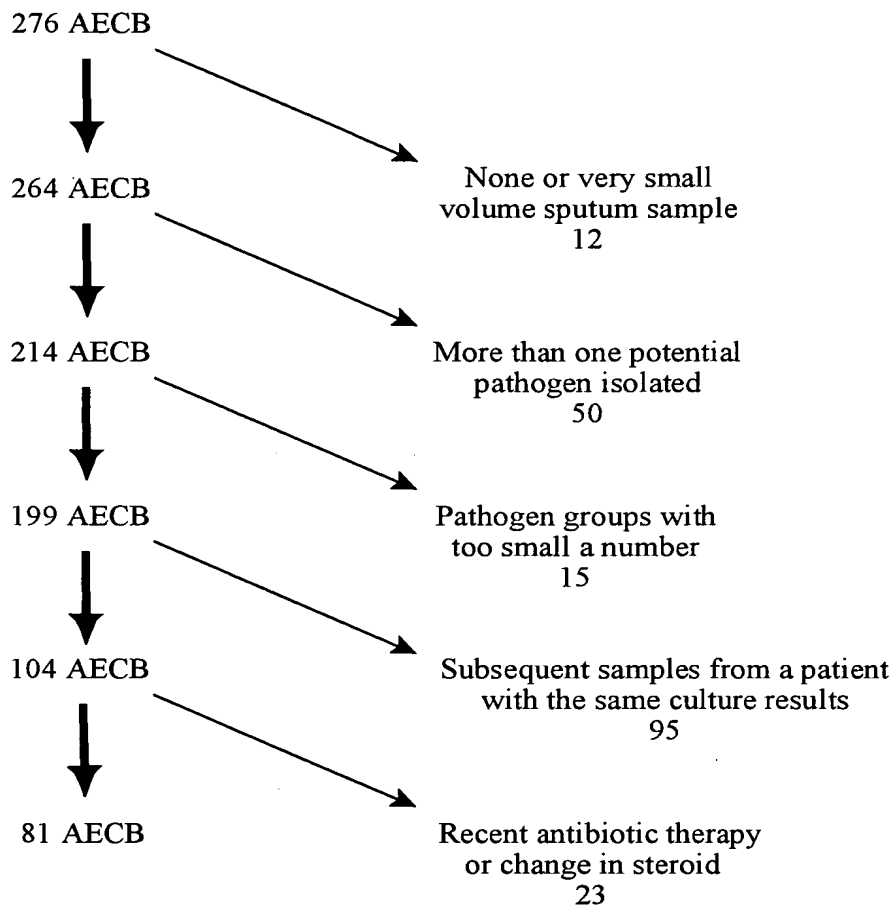 276 AECB
None or very small
264 AECB
volume sputum sample
12
214 AECB
More than one potential
pathogen isolated
50
199 AECB
Pathogen groups with
too small a number
15
104 AECB
Subsequent samples from a patient
with the same culture results
95
81 AECB
Recent antibiotic therapy
or change in steroid
23